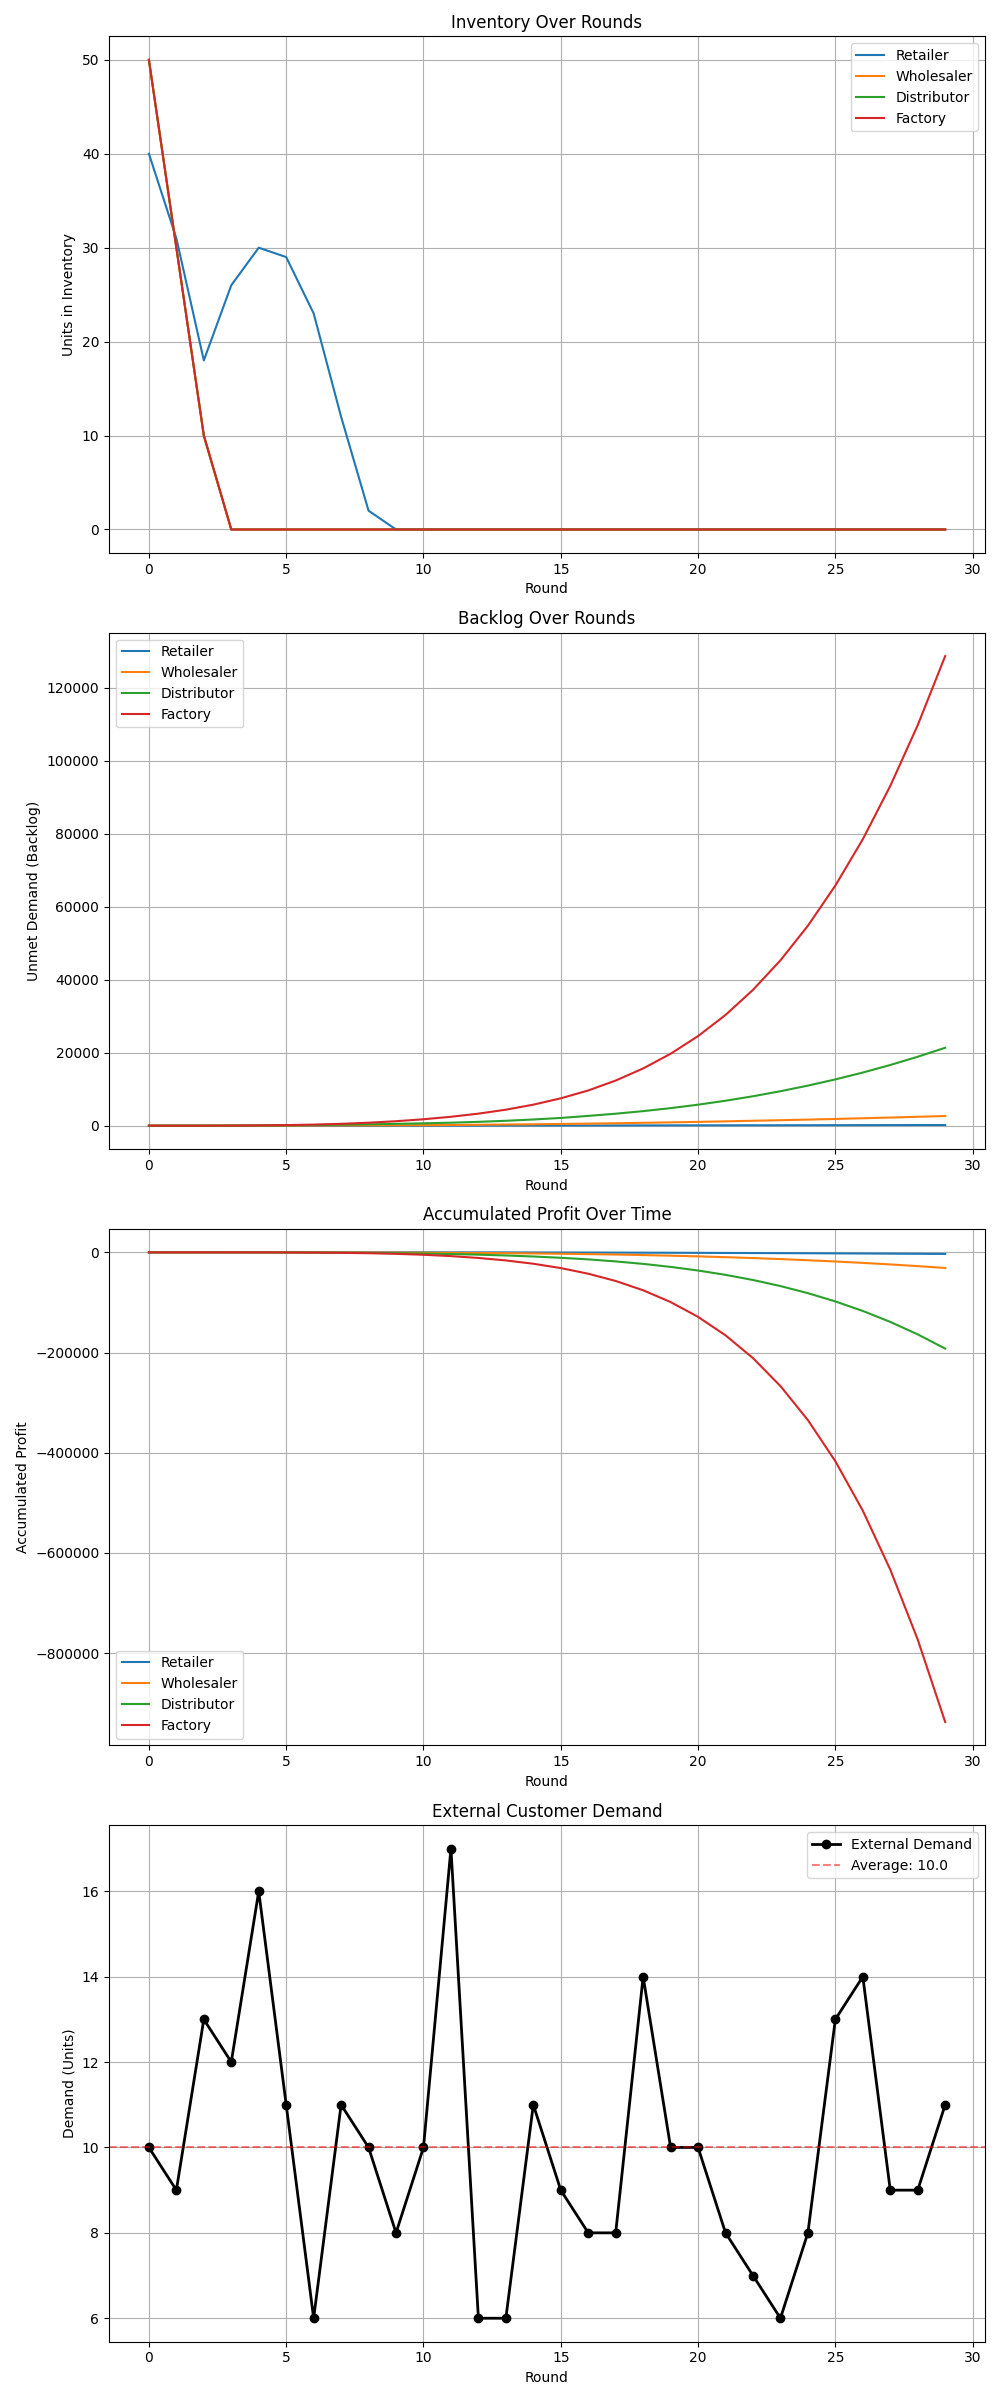 Inventory Over Rounds
Units in Inventory
50
40
30
20
10
0
Retailer
Wholesaler
Distributor
Factory
0 5 10 15 20 25 30
Round
Backlog Over Rounds
Unmet Demand (Backlog)
120000
100000
80000
60000
40000
20000
0
Retailer
Wholesaler
Distributor
Factory
0 5 10 15 20 25 30
Round
Accumulated Profit Over Time
Accumulated Profit
0
−200000
−400000
−600000
−800000
Retailer
Wholesaler
Distributor
Factory
0 5 10 15 20 25 30
Round
External Customer Demand
Demand (Units)
16
14
12
10
8
6
External Demand
Average: 10.0
0 5 10 15 20 25 30
Round